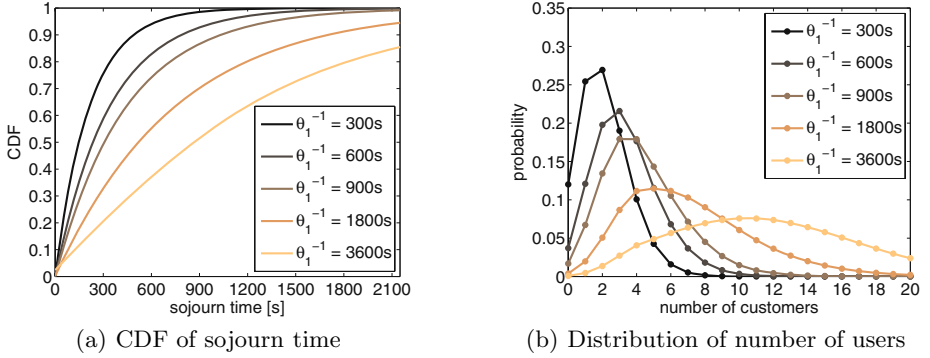 1
0.9
0.8
0.7
0.6
0.5
0.4
0.3
0.2
0.1
0
CDF
0 300 600 900 1200 1500 1800 2100
sojourn time [s]
θ₁⁻¹ = 300s
θ₁⁻¹ = 600s
θ₁⁻¹ = 900s
θ₁⁻¹ = 1800s
θ₁⁻¹ = 3600s
(a) CDF of sojourn time
0.35
0.3
0.25
0.2
0.15
0.1
0.05
0
probability
0 2 4 6 8 10 12 14 16 18 20
number of customers
θ₁⁻¹ = 300s
θ₁⁻¹ = 600s
θ₁⁻¹ = 900s
θ₁⁻¹ = 1800s
θ₁⁻¹ = 3600s
(b) Distribution of number of users